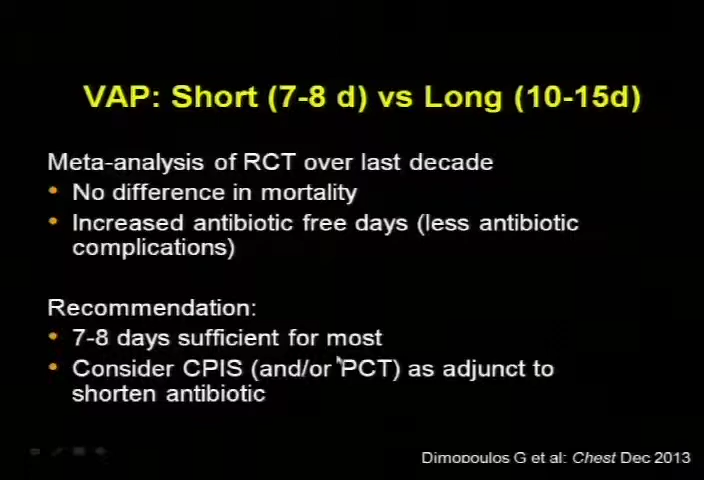 VAP: Short (7-8 d) vs Long (10-15d)
Meta-analysis of RCT over last decade
• No difference in mortality
• Increased antibiotic free days (less antibiotic
complications)
Recommendation:
• 7-8 days sufficient for most
• Consider CPIS (and/or PCT) as adjunct to
shorten antibiotic
Dimopoulos G et al: Chest Dec 2013